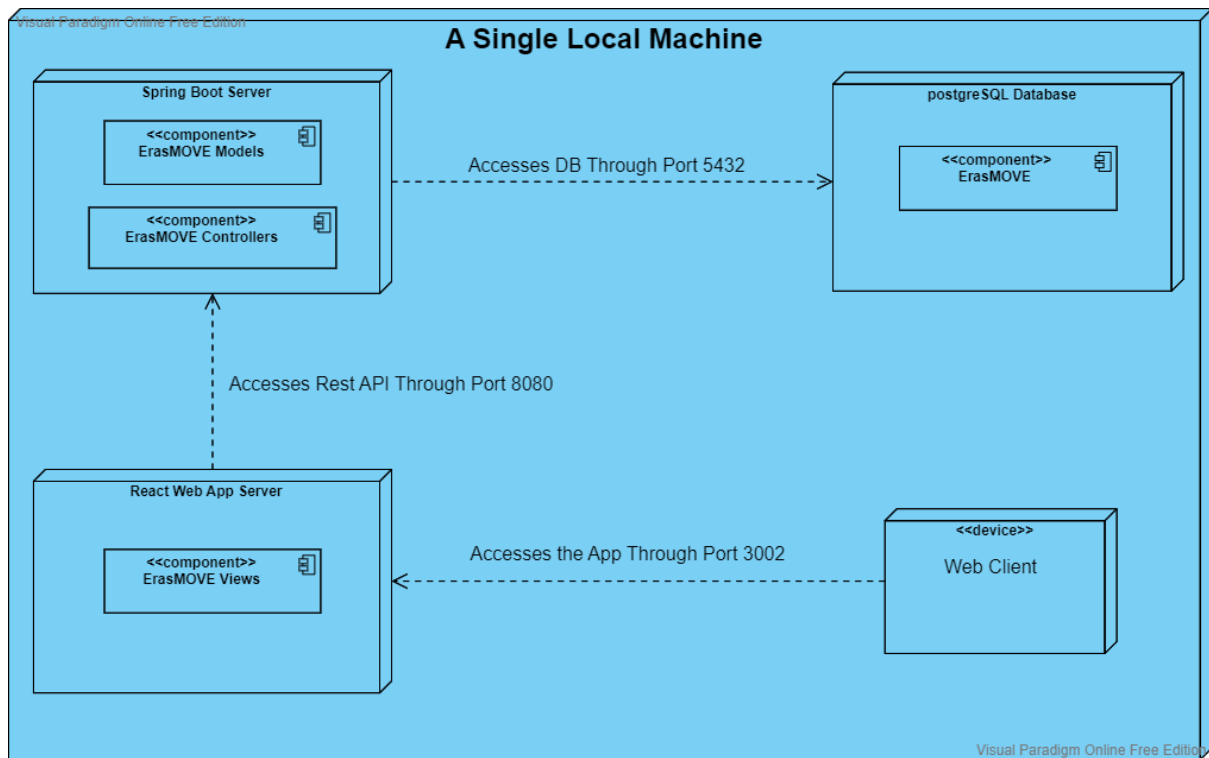 Visual Paradigm Online Free Edition
A Single Local Machine
Spring Boot Server
<<component>>
ErasMOVE Models
<<component>>
ErasMOVE Controllers
Accesses DB Through Port 5432
postgreSQL Database
<<component>>
ErasMOVE
Accesses Rest API Through Port 8080
React Web App Server
<<component>>
ErasMOVE Views
Accesses the App Through Port 3002
<<device>>
Web Client
Visual Paradigm Online Free Edition